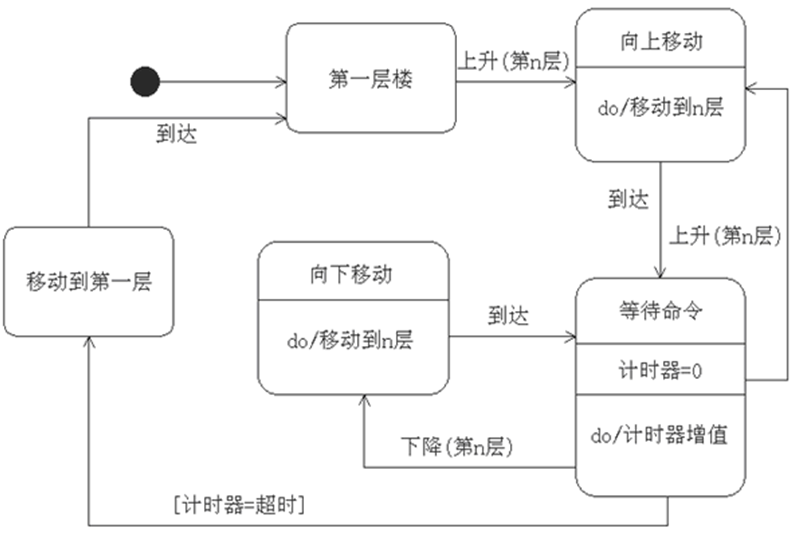 第一层楼
上升(第n层)
向上移动
do/移动到n层
到达
到达
上升(第n层)
移动到第一层
向下移动
do/移动到n层
到达
等待命令
计时器=0
do/计时器增值
下降(第n层)
[计时器=超时]